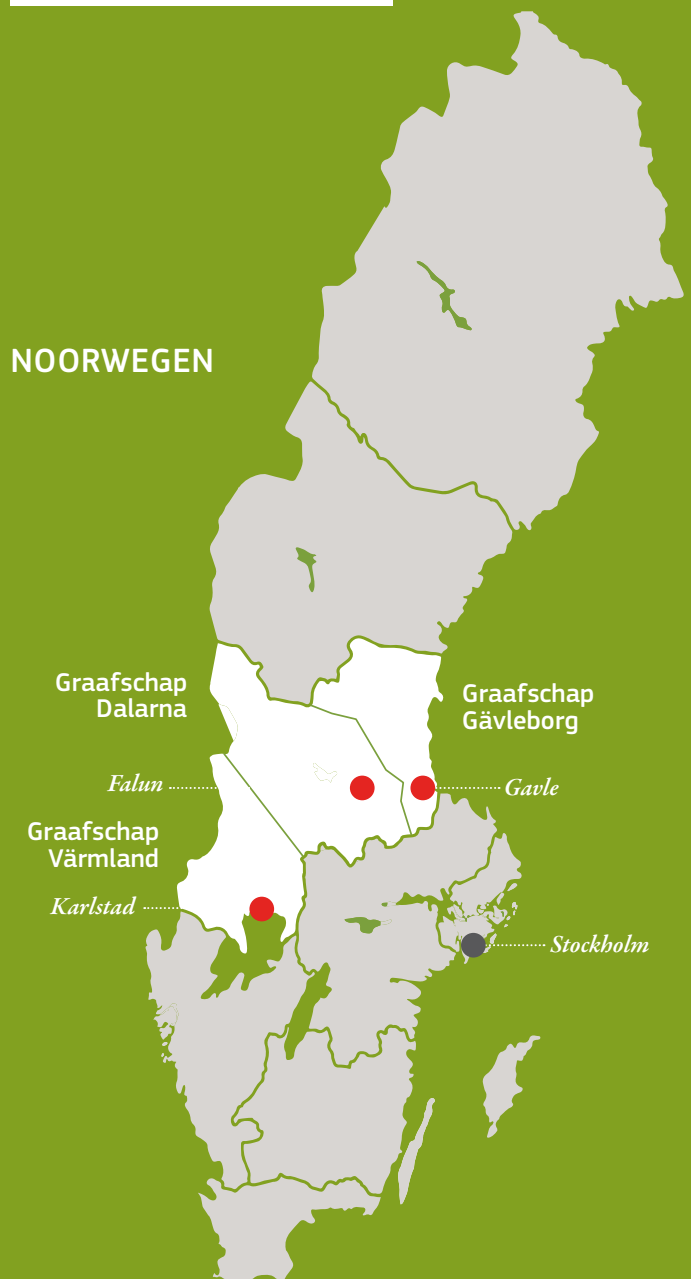 NOORWEGEN
Graafschap
Dalarna
Graafschap
Gävleborg
Falun
Gavle
Graafschap
Värmland
Karlstad
Stockholm